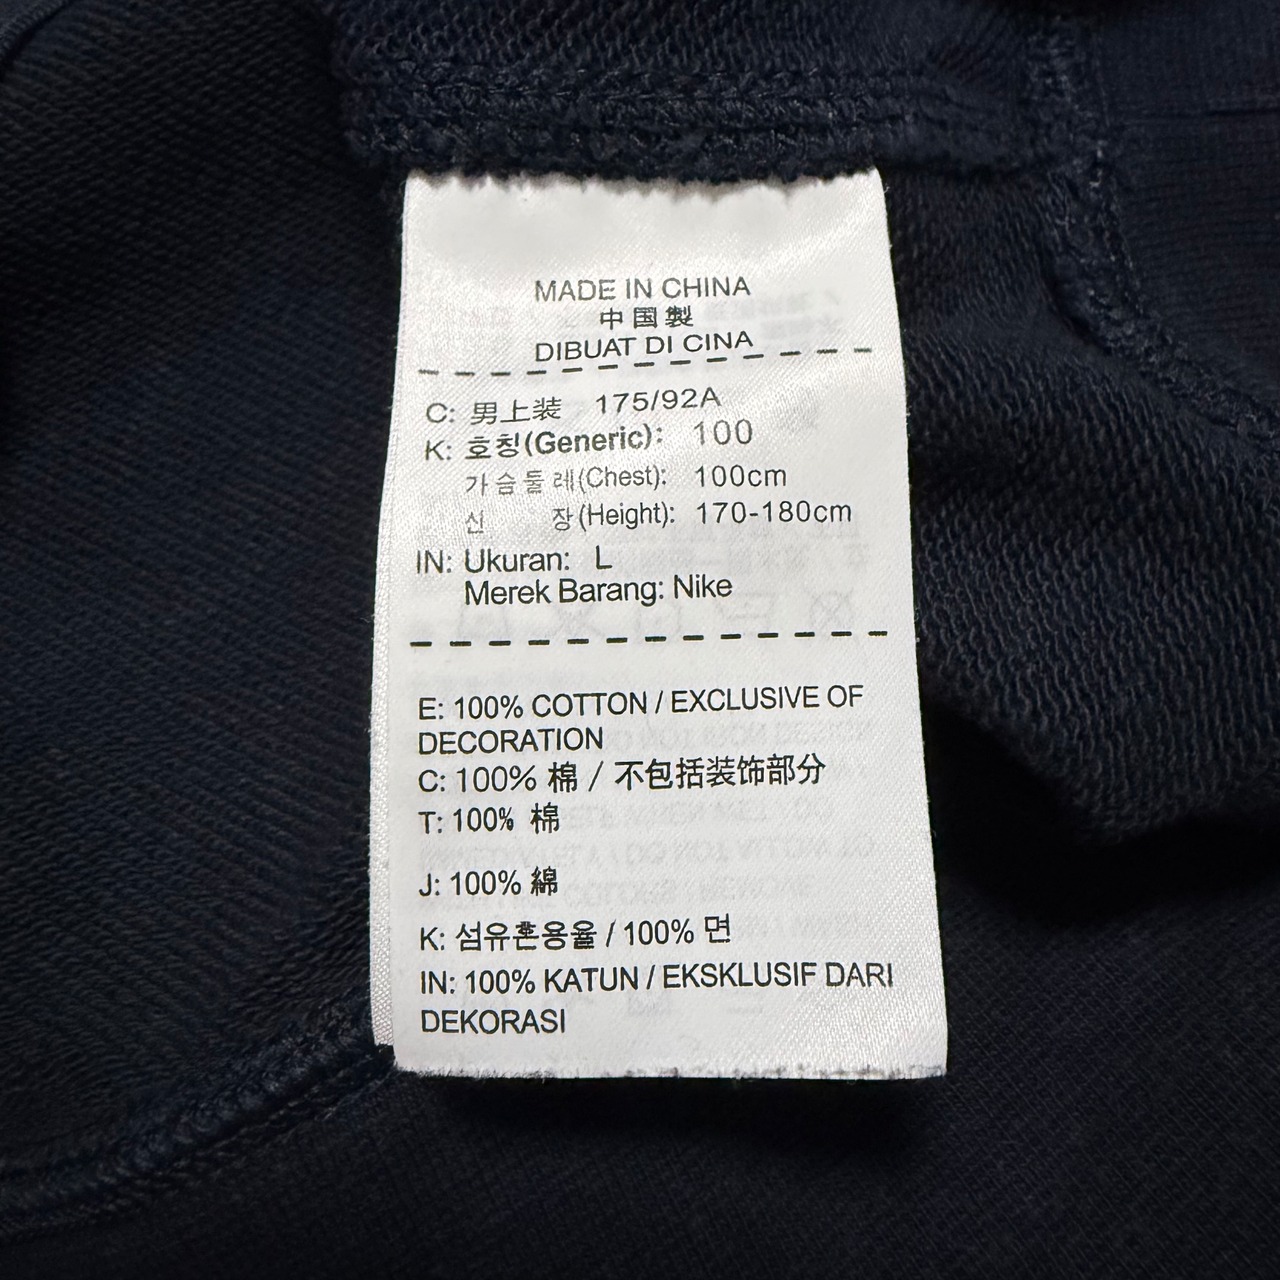 MADE IN CHINA
中国製
DIBUAT DI CINA
C: 男上装 175/92A
K: 호칭(Generic): 100
가슴둘레(Chest): 100cm
신 장(Height): 170-180cm
IN: Ukuran: L
Merek Barang: Nike
E: 100% COTTON / EXCLUSIVE OF
DECORATION
C: 100% 棉 / 不包括装饰部分
T: 100% 棉
J: 100% 綿
K: 섬유혼용율 / 100% 면
IN: 100% KATUN / EKSKLUSIF DARI
DEKORASI